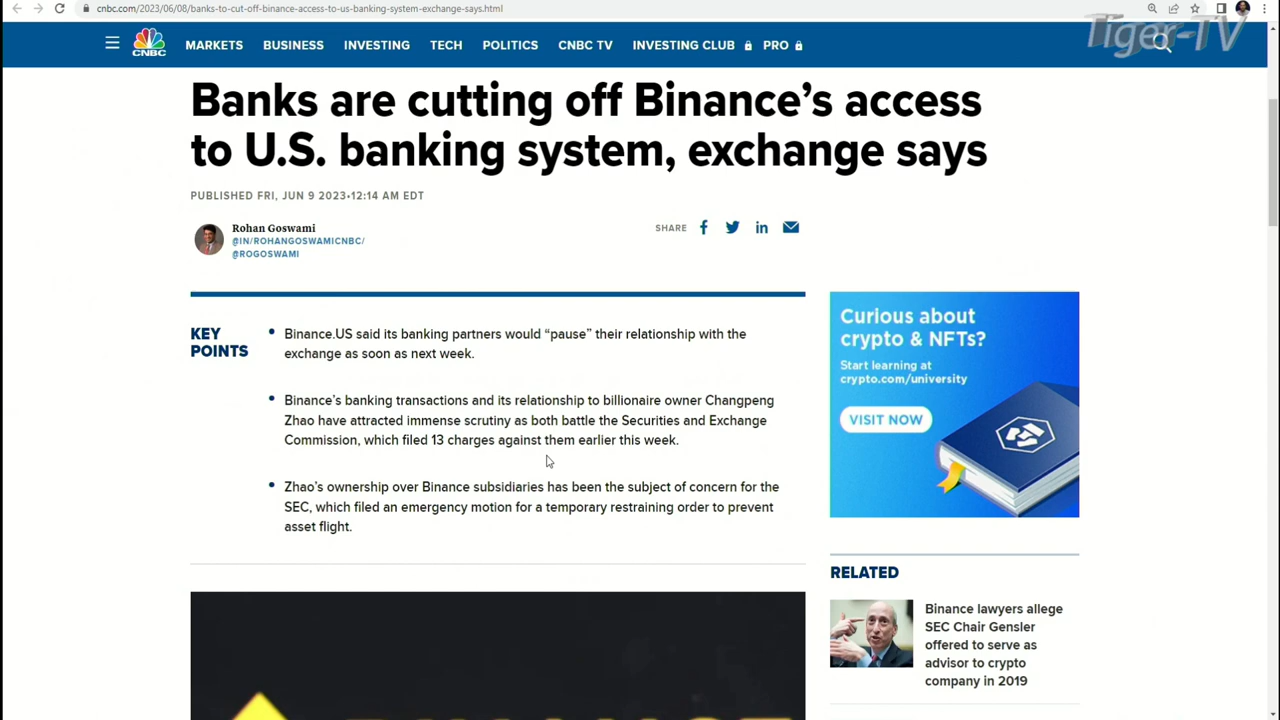 cnbc.com/2023/06/08/banks-to-cut-off-binance-access-to-us-banking-system-exchange-says.html
Tiger-TV
CNBC
MARKETS BUSINESS INVESTING TECH POLITICS CNBC TV INVESTING CLUB PRO
Banks are cutting off Binance’s access
to U.S. banking system, exchange says
PUBLISHED FRI, JUN 9 2023•12:14 AM EDT
Rohan Goswami
@IN/ROHANGOSWAMICNBC/
@ROGOSWAMI
SHARE
KEY
POINTS
• Binance.US said its banking partners would “pause” their relationship with the
exchange as soon as next week.
• Binance’s banking transactions and its relationship to billionaire owner Changpeng
Zhao have attracted immense scrutiny as both battle the Securities and Exchange
Commission, which filed 13 charges against them earlier this week.
• Zhao’s ownership over Binance subsidiaries has been the subject of concern for the
SEC, which filed an emergency motion for a temporary restraining order to prevent
asset flight.
Curious about
crypto & NFTs?
Start learning at
crypto.com/university
VISIT NOW
RELATED
Binance lawyers allege
SEC Chair Gensler
offered to serve as
advisor to crypto
company in 2019
BINANCE